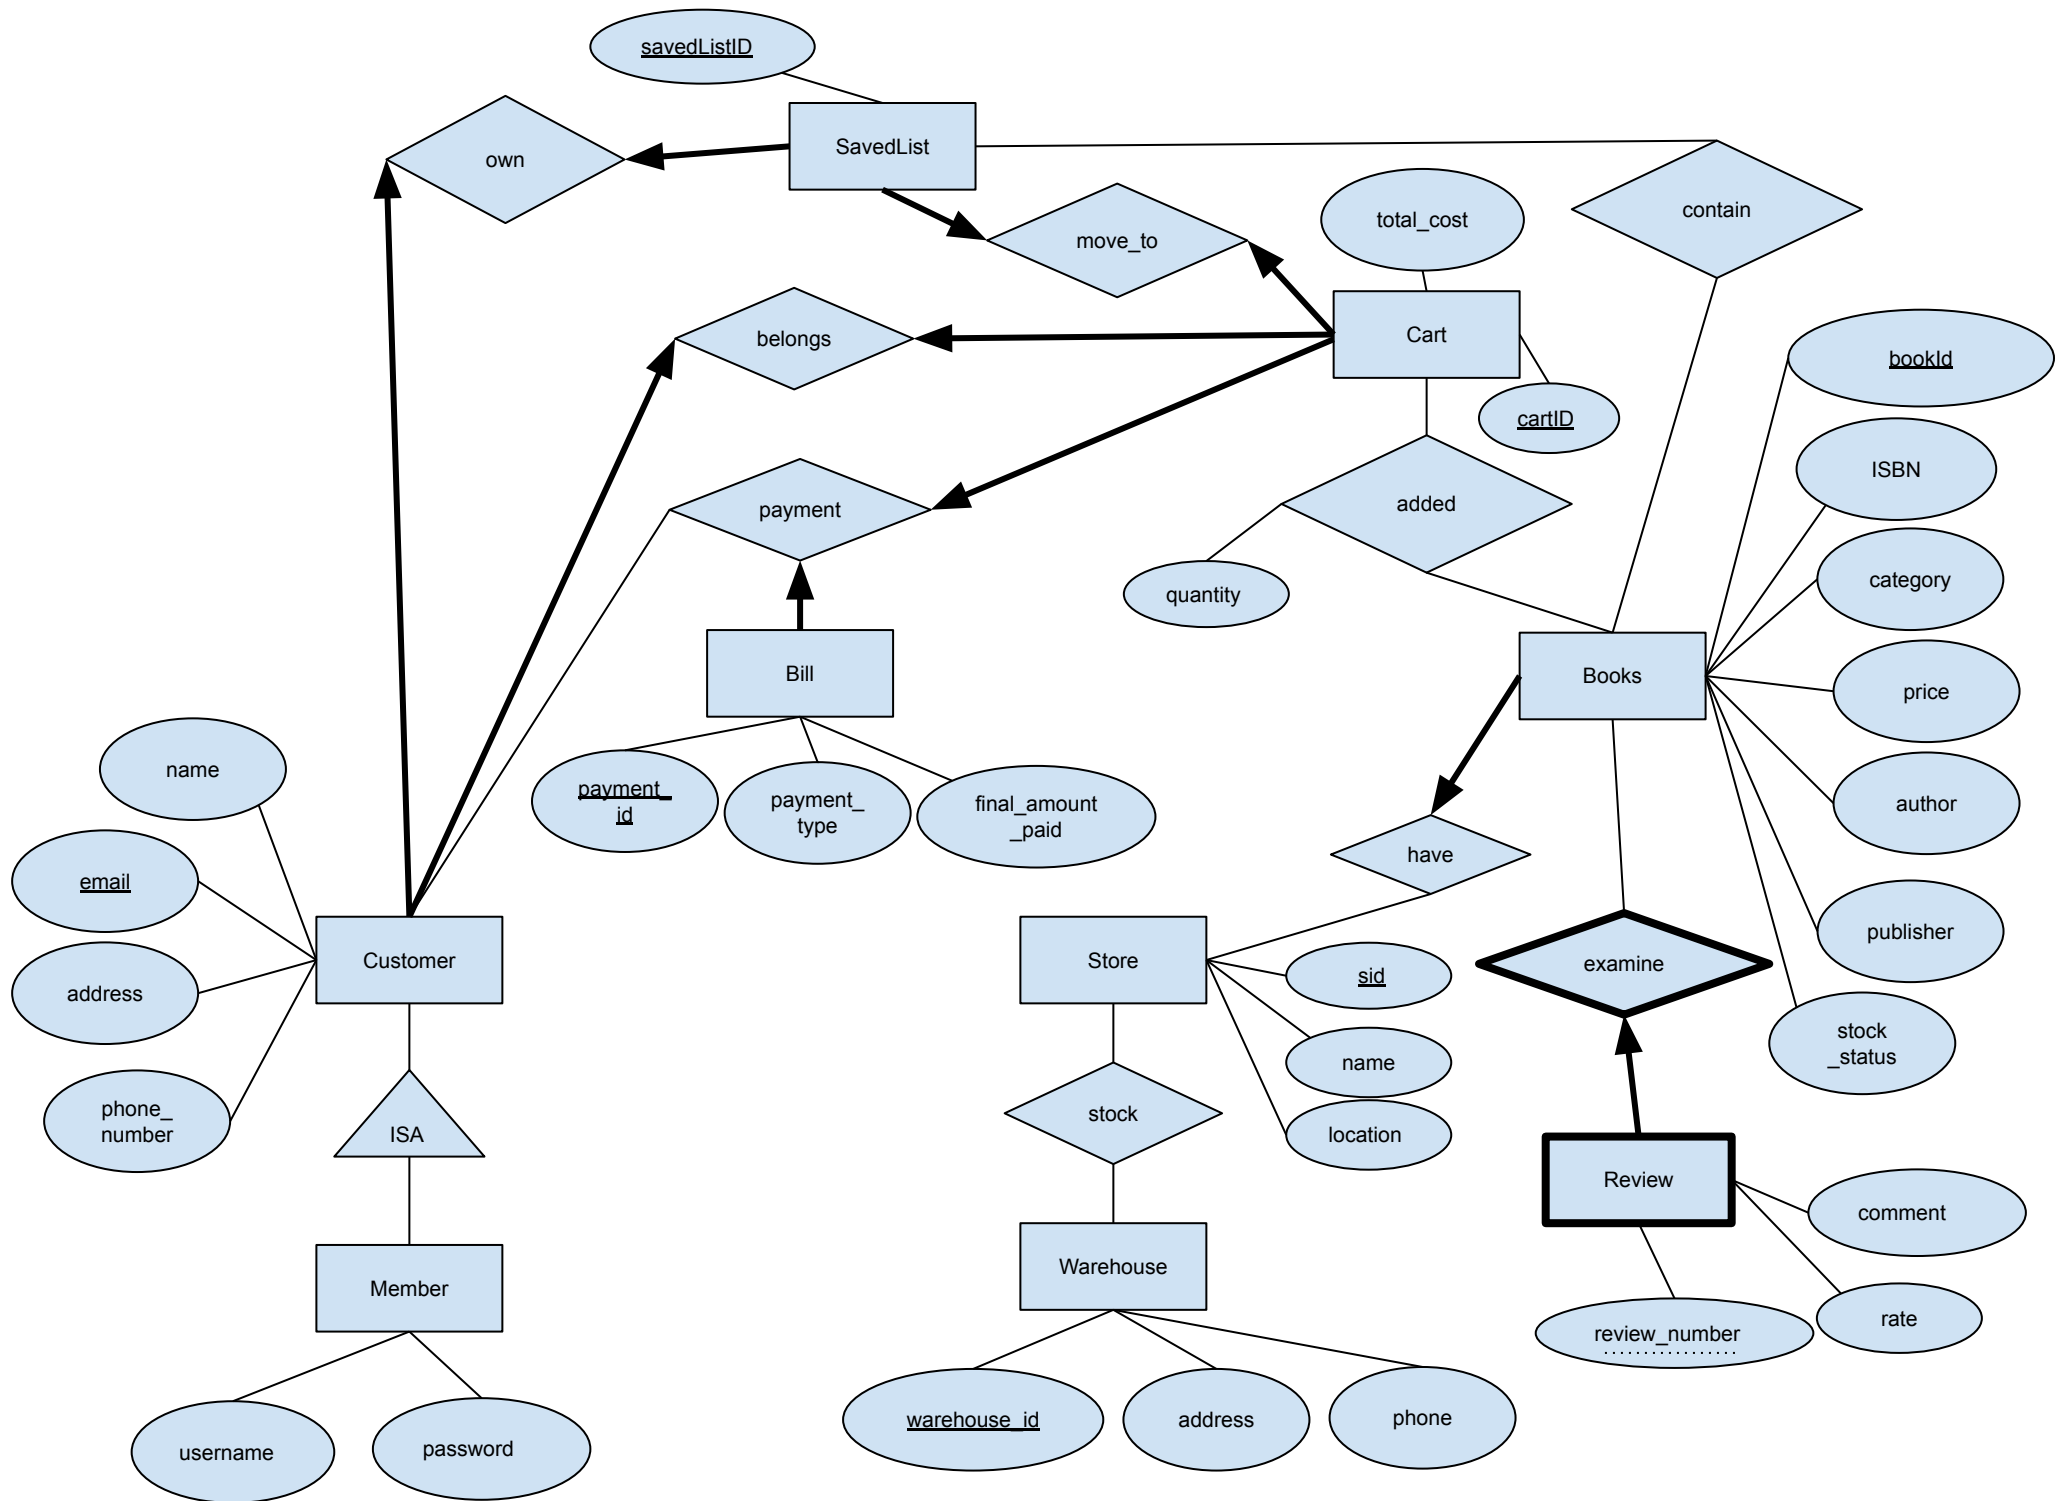 savedListID
own
SavedList
move_to
total_cost
contain
belongs
Cart
bookId
cartID
ISBN
payment
added
category
quantity
Bill
Books
price
name
payment_
id
payment_
type
final_amount
_paid
author
have
email
publisher
Customer
Store
sid
examine
address
stock
_status
name
phone_
number
ISA
stock
location
Review
comment
Member
Warehouse
review_number
rate
username
password
warehouse_id
address
phone